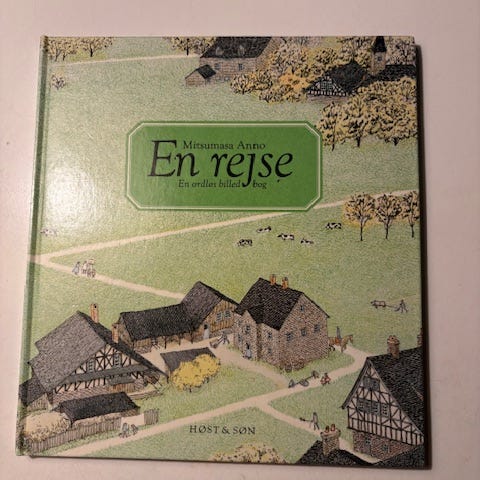 Mitsumasa Anno
En rejse
En ordløs billedbog
HØST & SØN